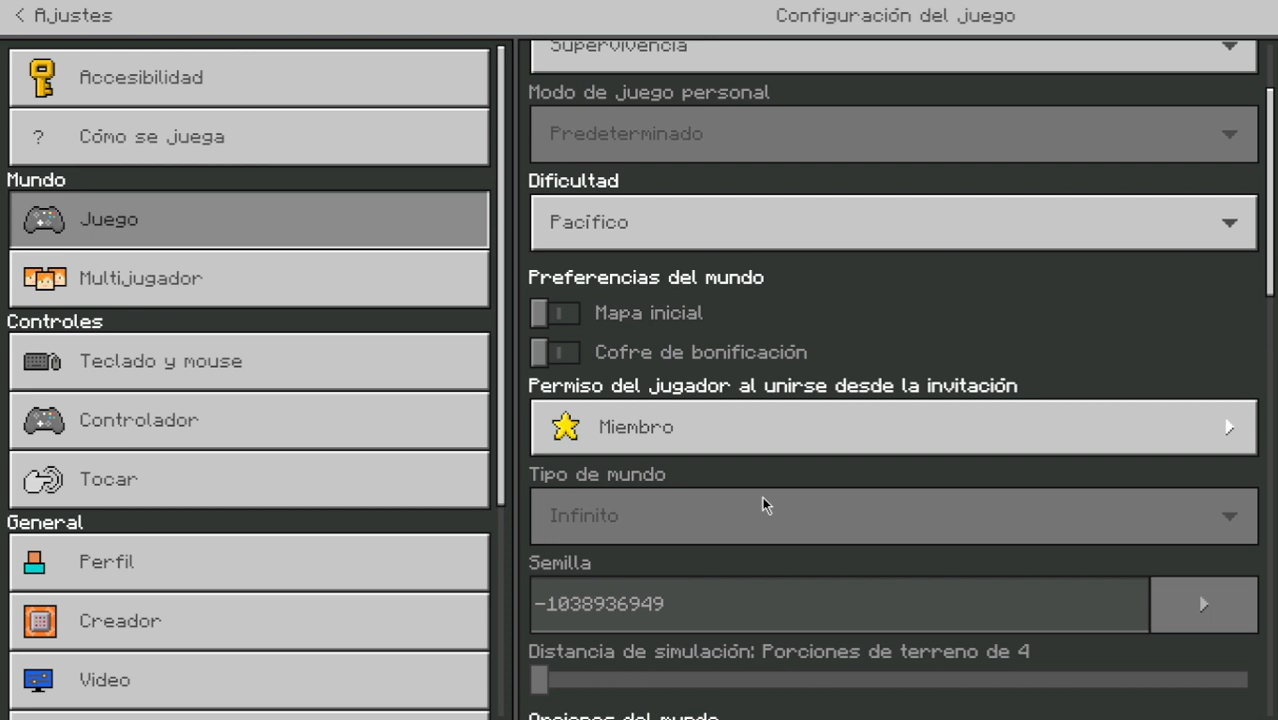 < Ajustes
Configuración del juego
Accesibilidad
? Cómo se juega
Mundo
Juego
Multijugador
Controles
Teclado y mouse
Controlador
Tocar
General
Perfil
Creador
Video
Supervivencia
Modo de juego personal
Predeterminado
Dificultad
Pacífico
Preferencias del mundo
Mapa inicial
Cofre de bonificación
Permiso del jugador al unirse desde la invitación
Miembro
Tipo de mundo
Infinito
Semilla
-1038936949
Distancia de simulación: Porciones de terreno de 4
Opciones del mundo